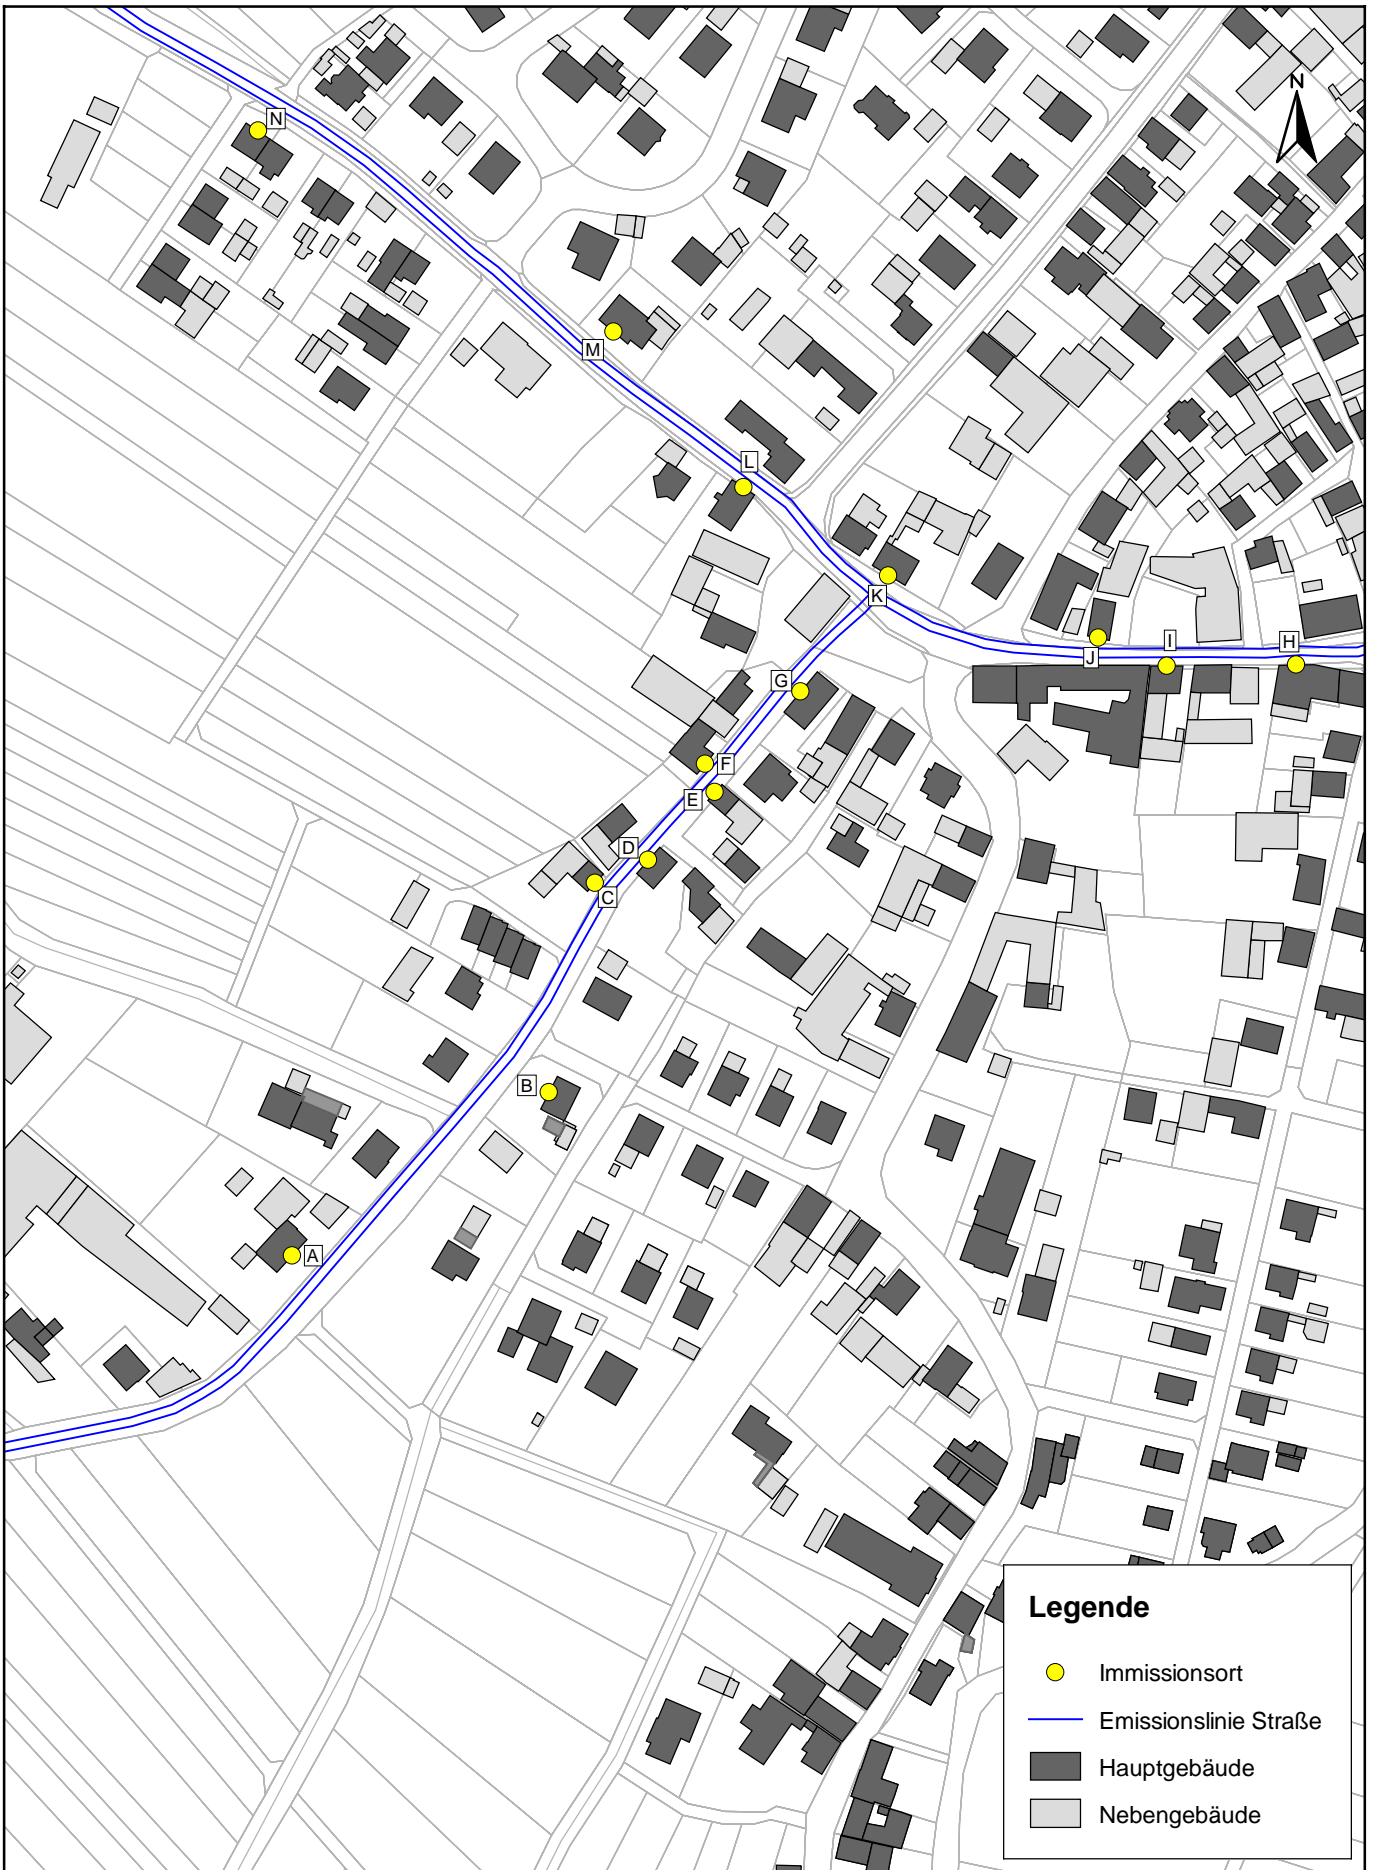 N
N
M
L
K
J
I
H
G
F
E
D
C
B
A
Legende
Immissionsort
Emissionslinie Straße
Hauptgebäude
Nebengebäude